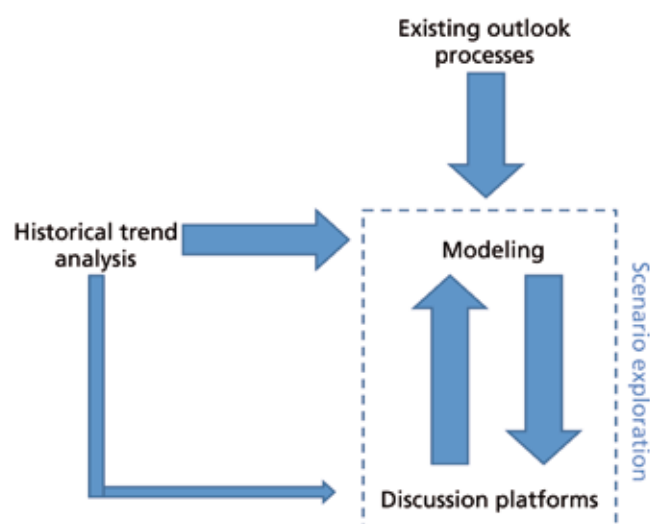 Existing outlook
processes
Historical trend
analysis
Modeling
Scenario exploration
Discussion platforms